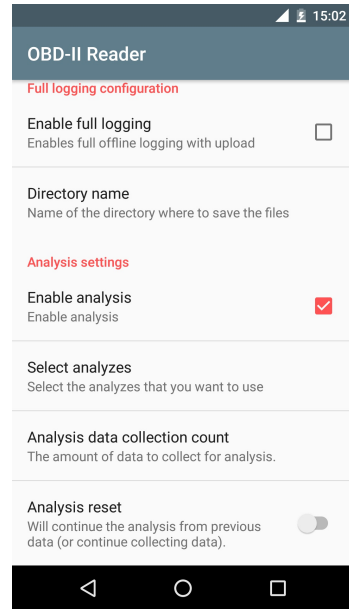 15:02
OBD-II Reader
Full logging configuration
Enable full logging
Enables full offline logging with upload
Directory name
Name of the directory where to save the files
Analysis settings
Enable analysis
Enable analysis
Select analyzes
Select the analyzes that you want to use
Analysis data collection count
The amount of data to collect for analysis.
Analysis reset
Will continue the analysis from previous
data (or continue collecting data).